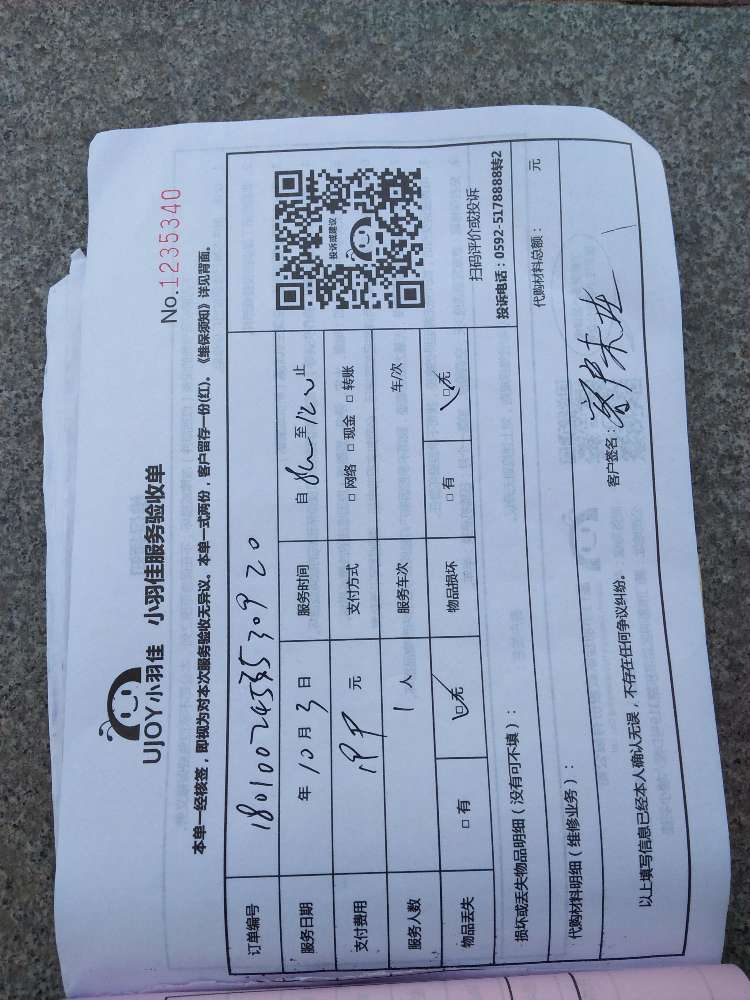 No.1235340
UJOY小羽佳 小羽佳服务验收单
本单一经核签，即视为对本次服务验收无异议。本单一式两份，客户留存一份(红)。《维保须知》详见背面。
订单编号
服务日期 年 10 月 3 日 服务时间 自 至 止
支付费用 元 支付方式 □ 网络 □ 现金 □ 转账
服务人数 1 人 服务车次 车/次
物品丢失 □ 有 □ 无 物品损坏 □ 有 □ 无
投诉或建议
扫码评价或投诉
投诉电话：0592-5178888转2
损坏或丢失物品明细（没有可不填）：
代购材料明细（维修业务）： 代购材料总额： 元
以上填写信息已经本人确认无误，不存在任何争议纠纷。 客户签名：